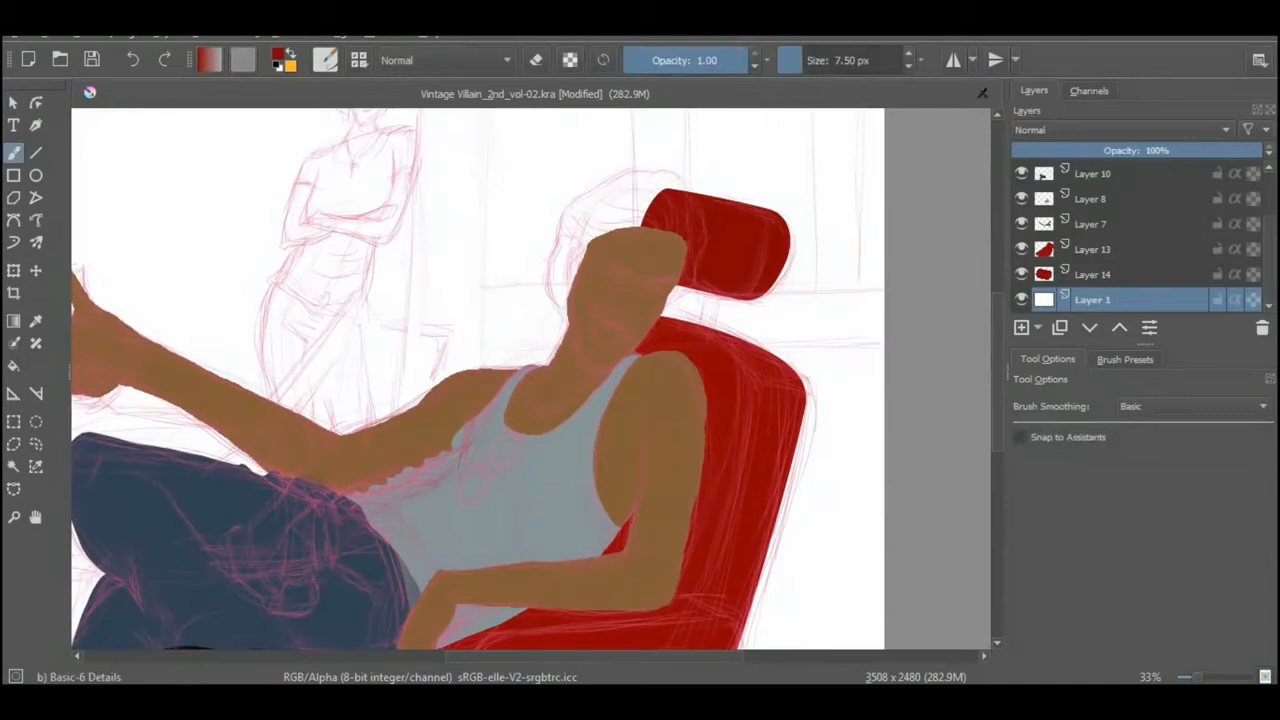 Normal
Opacity: 1.00
Size: 7.50 px
Vintage Villain_2nd_vol-02.kra [Modified] (282.9M)
Layers
Channels
Layers
Normal
Opacity: 100%
Layer 10
Layer 8
Layer 7
Layer 13
Layer 14
Layer 1
Tool Options
Brush Presets
Tool Options
Brush Smoothing:
Basic
Snap to Assistants
b) Basic-6 Details
RGB/Alpha (8-bit integer/channel) sRGB-elle-V2-srgbtrc.icc
3508 x 2480 (282.9M)
33%